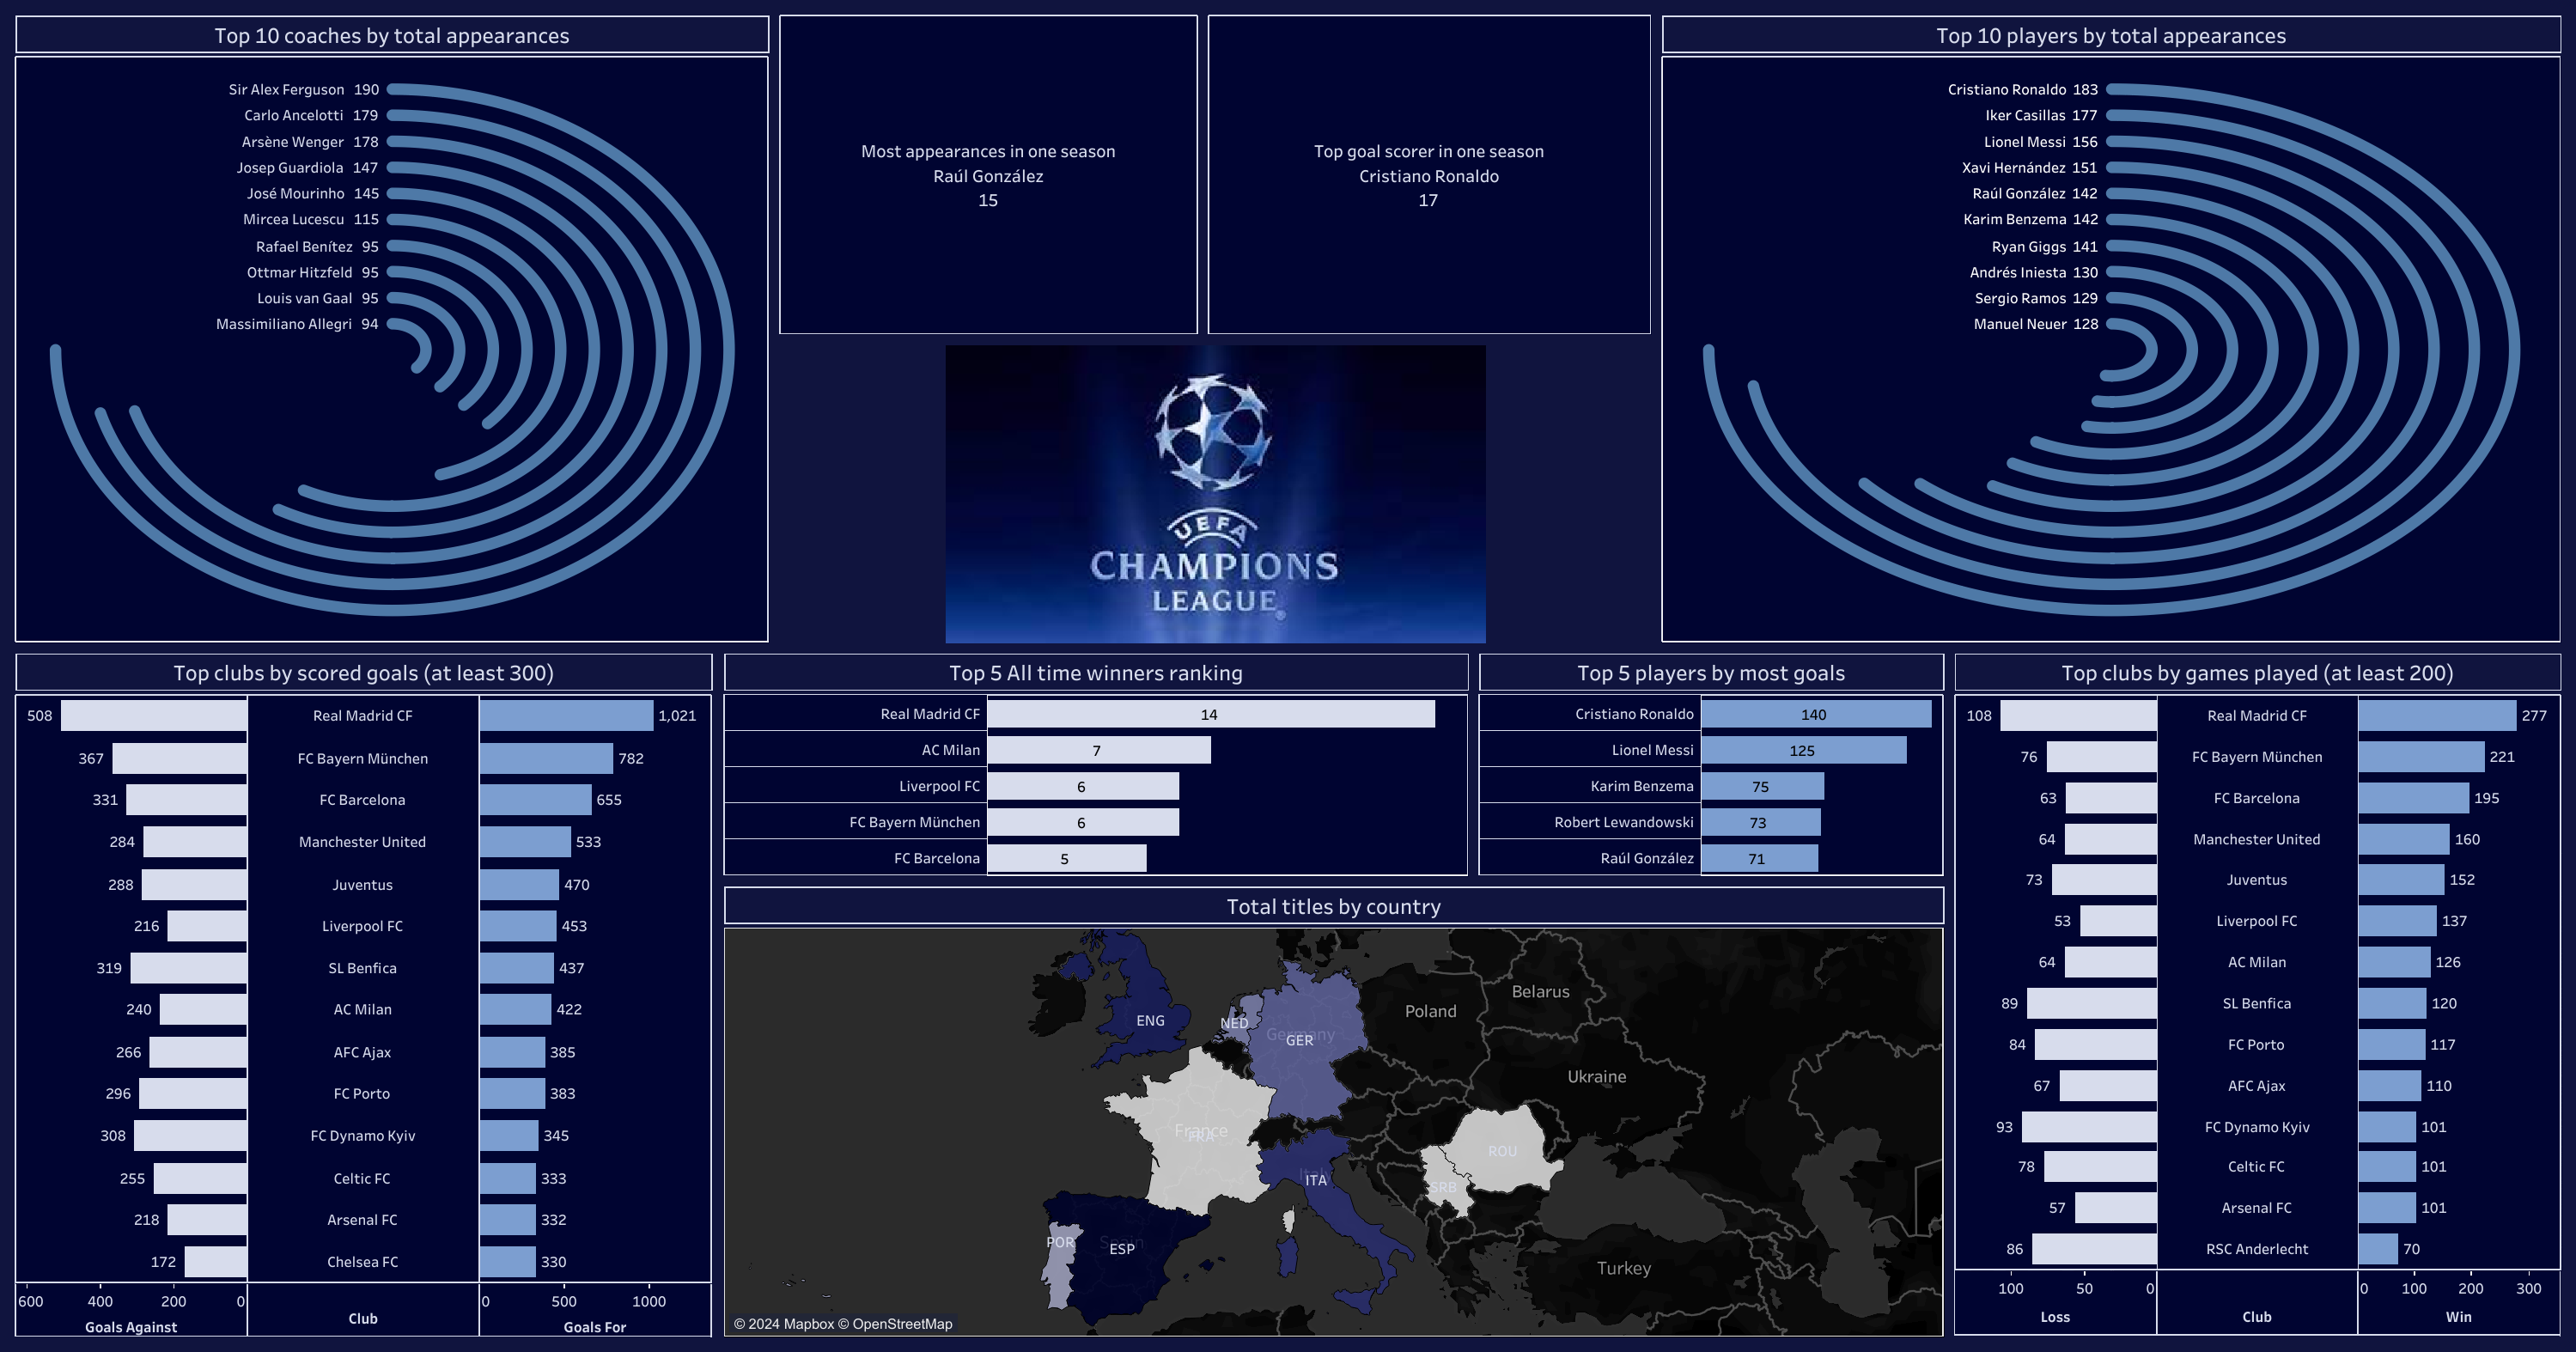 Top 10 coaches by total appearances
Sir Alex Ferguson 190
Carlo Ancelotti 179
Arsène Wenger 178
Josep Guardiola 147
José Mourinho 145
Mircea Lucescu 115
Rafael Benítez 95
Ottmar Hitzfeld 95
Louis van Gaal 95
Massimiliano Allegri 94
Most appearances in one season
Raúl González
15
Top goal scorer in one season
Cristiano Ronaldo
17
UEFA
CHAMPIONS
LEAGUE
Top 10 players by total appearances
Cristiano Ronaldo 183
Iker Casillas 177
Lionel Messi 156
Xavi Hernández 151
Raúl González 142
Karim Benzema 142
Ryan Giggs 141
Andrés Iniesta 130
Sergio Ramos 129
Manuel Neuer 128
Top clubs by scored goals (at least 300)
508 Real Madrid CF 1,021
367 FC Bayern München 782
331 FC Barcelona 655
284 Manchester United 533
288 Juventus 470
216 Liverpool FC 453
319 SL Benfica 437
240 AC Milan 422
266 AFC Ajax 385
296 FC Porto 383
308 FC Dynamo Kyiv 345
255 Celtic FC 333
218 Arsenal FC 332
172 Chelsea FC 330
600 400 200 0 0 500 1000
Goals Against Club Goals For
Top 5 All time winners ranking
Real Madrid CF 14
AC Milan 7
Liverpool FC 6
FC Bayern München 6
FC Barcelona 5
Top 5 players by most goals
Cristiano Ronaldo 140
Lionel Messi 125
Karim Benzema 75
Robert Lewandowski 73
Raúl González 71
Total titles by country
Belarus
Poland
ENG
NED
Germany
GER
Ukraine
France
FRA
ROU
Italy
ITA
SRB
POR
Spain
ESP
Turkey
© 2024 Mapbox © OpenStreetMap
Top clubs by games played (at least 200)
108 Real Madrid CF 277
76 FC Bayern München 221
63 FC Barcelona 195
64 Manchester United 160
73 Juventus 152
53 Liverpool FC 137
64 AC Milan 126
89 SL Benfica 120
84 FC Porto 117
67 AFC Ajax 110
93 FC Dynamo Kyiv 101
78 Celtic FC 101
57 Arsenal FC 101
86 RSC Anderlecht 70
100 50 0 0 100 200 300
Loss Club Win